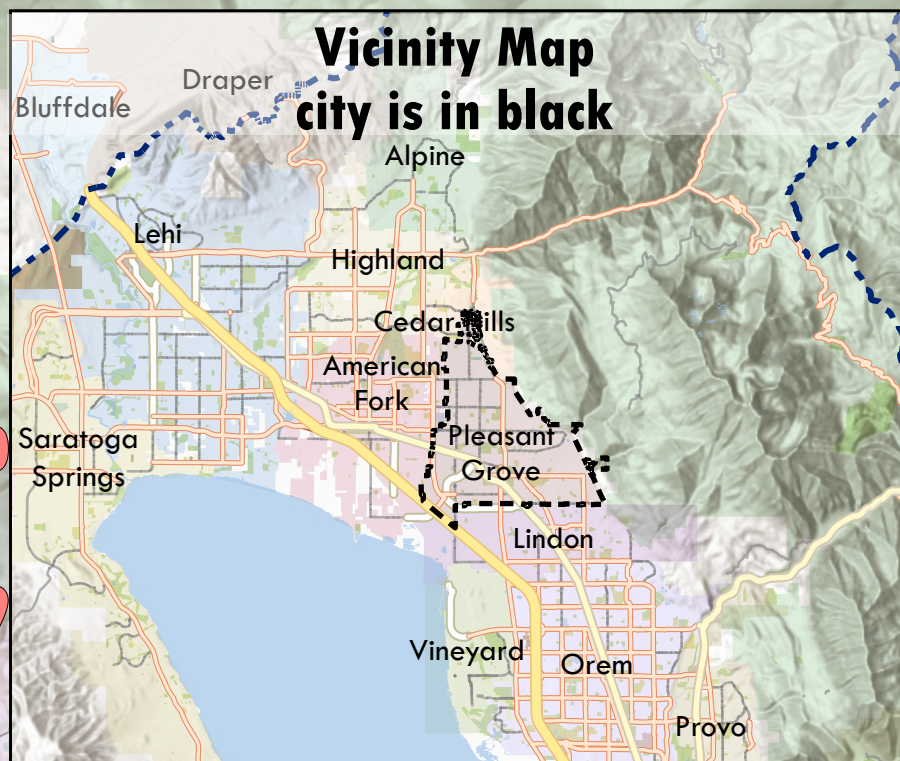 Vicinity Map
city is in black
Draper
Bluffdale
Alpine
Lehi
Highland
Cedar Hills
American
Fork
Pleasant
Grove
Saratoga
Springs
Lindon
Vineyard
Orem
Provo